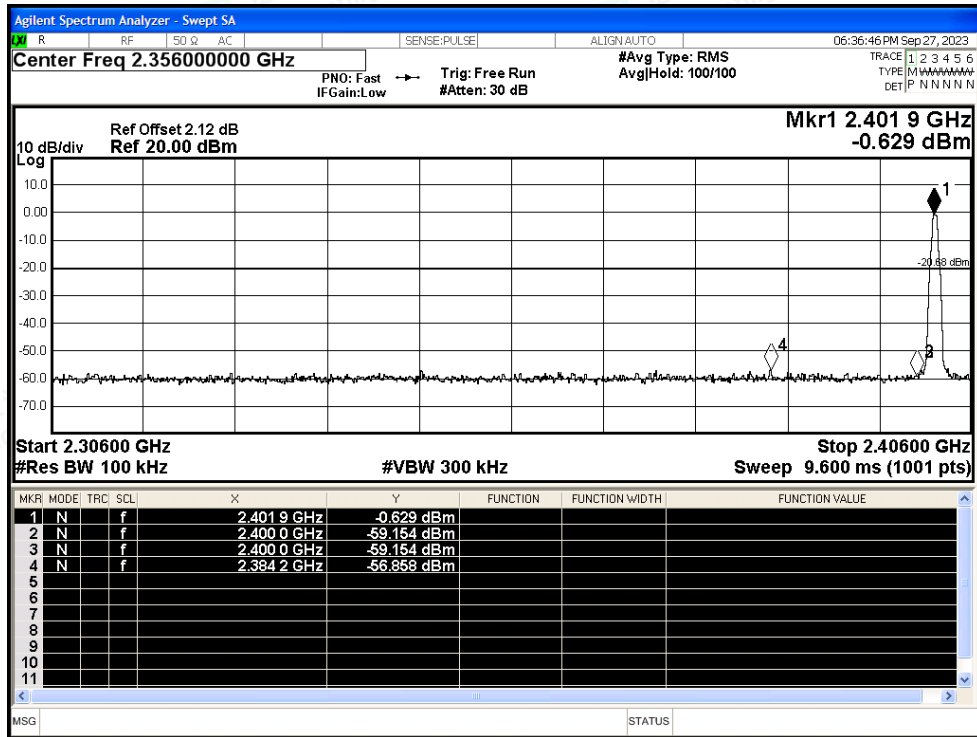 Agilent Spectrum Analyzer - Swept SA
LXI R RF 50 Ω AC SENSE:PULSE ALIGN AUTO 06:36:46 PM Sep 27, 2023
Center Freq 2.356000000 GHz
PNO: Fast
IFGain:Low
Trig: Free Run
#Atten: 30 dB
#Avg Type: RMS
Avg|Hold: 100/100
TRACE 1 2 3 4 5 6
TYPE M
DET P N N N N N
Mkr1 2.401 9 GHz
-0.629 dBm
Ref Offset 2.12 dB
10 dB/div Ref 20.00 dBm
Log
10.0
0.00
-10.0
-20.0
-30.0
-40.0
-50.0
-60.0
-70.0
1
-20.68 dBm
4
Start 2.30600 GHz Stop 2.40600 GHz
#Res BW 100 kHz #VBW 300 kHz Sweep 9.600 ms (1001 pts)
MKR MODE TRC SCL X Y FUNCTION FUNCTION WIDTH FUNCTION VALUE
1 N f 2.401 9 GHz -0.629 dBm
2 N f 2.400 0 GHz -59.154 dBm
3 N f 2.400 0 GHz -59.154 dBm
4 N f 2.384 2 GHz -56.858 dBm
5
6
7
8
9
10
11
MSG STATUS